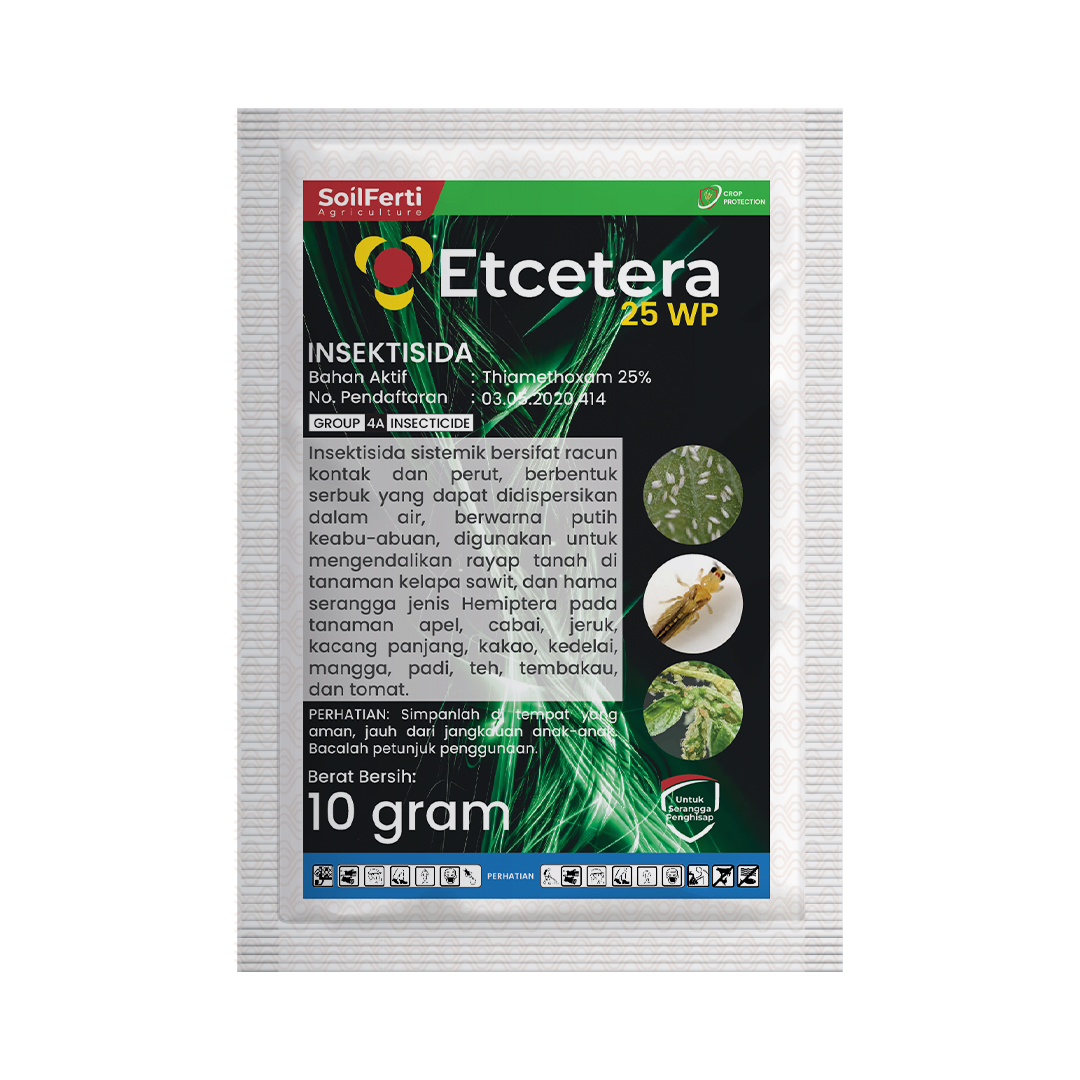 SoilFerti
Agriculture
CROP
PROTECTION
Etcetera
25 WP
INSEKTISIDA
Bahan Aktif : Thiamethoxam 25%
No. Pendaftaran : 03.05.2020.414
GROUP 4A INSECTICIDE
Insektisida sistemik bersifat racun
kontak dan perut, berbentuk
serbuk yang dapat didispersikan
dalam air, berwarna putih
keabu-abuan, digunakan untuk
mengendalikan rayap tanah di
tanaman kelapa sawit, dan hama
serangga jenis Hemiptera pada
tanaman apel, cabai, jeruk,
kacang panjang, kakao, kedelai,
mangga, padi, teh, tembakau,
dan tomat.
PERHATIAN: Simpanlah di tempat yang
aman, jauh dari jangkauan anak-anak.
Bacalah petunjuk penggunaan.
Berat Bersih:
10 gram
Untuk
Serangga
Penghisap
PERHATIAN